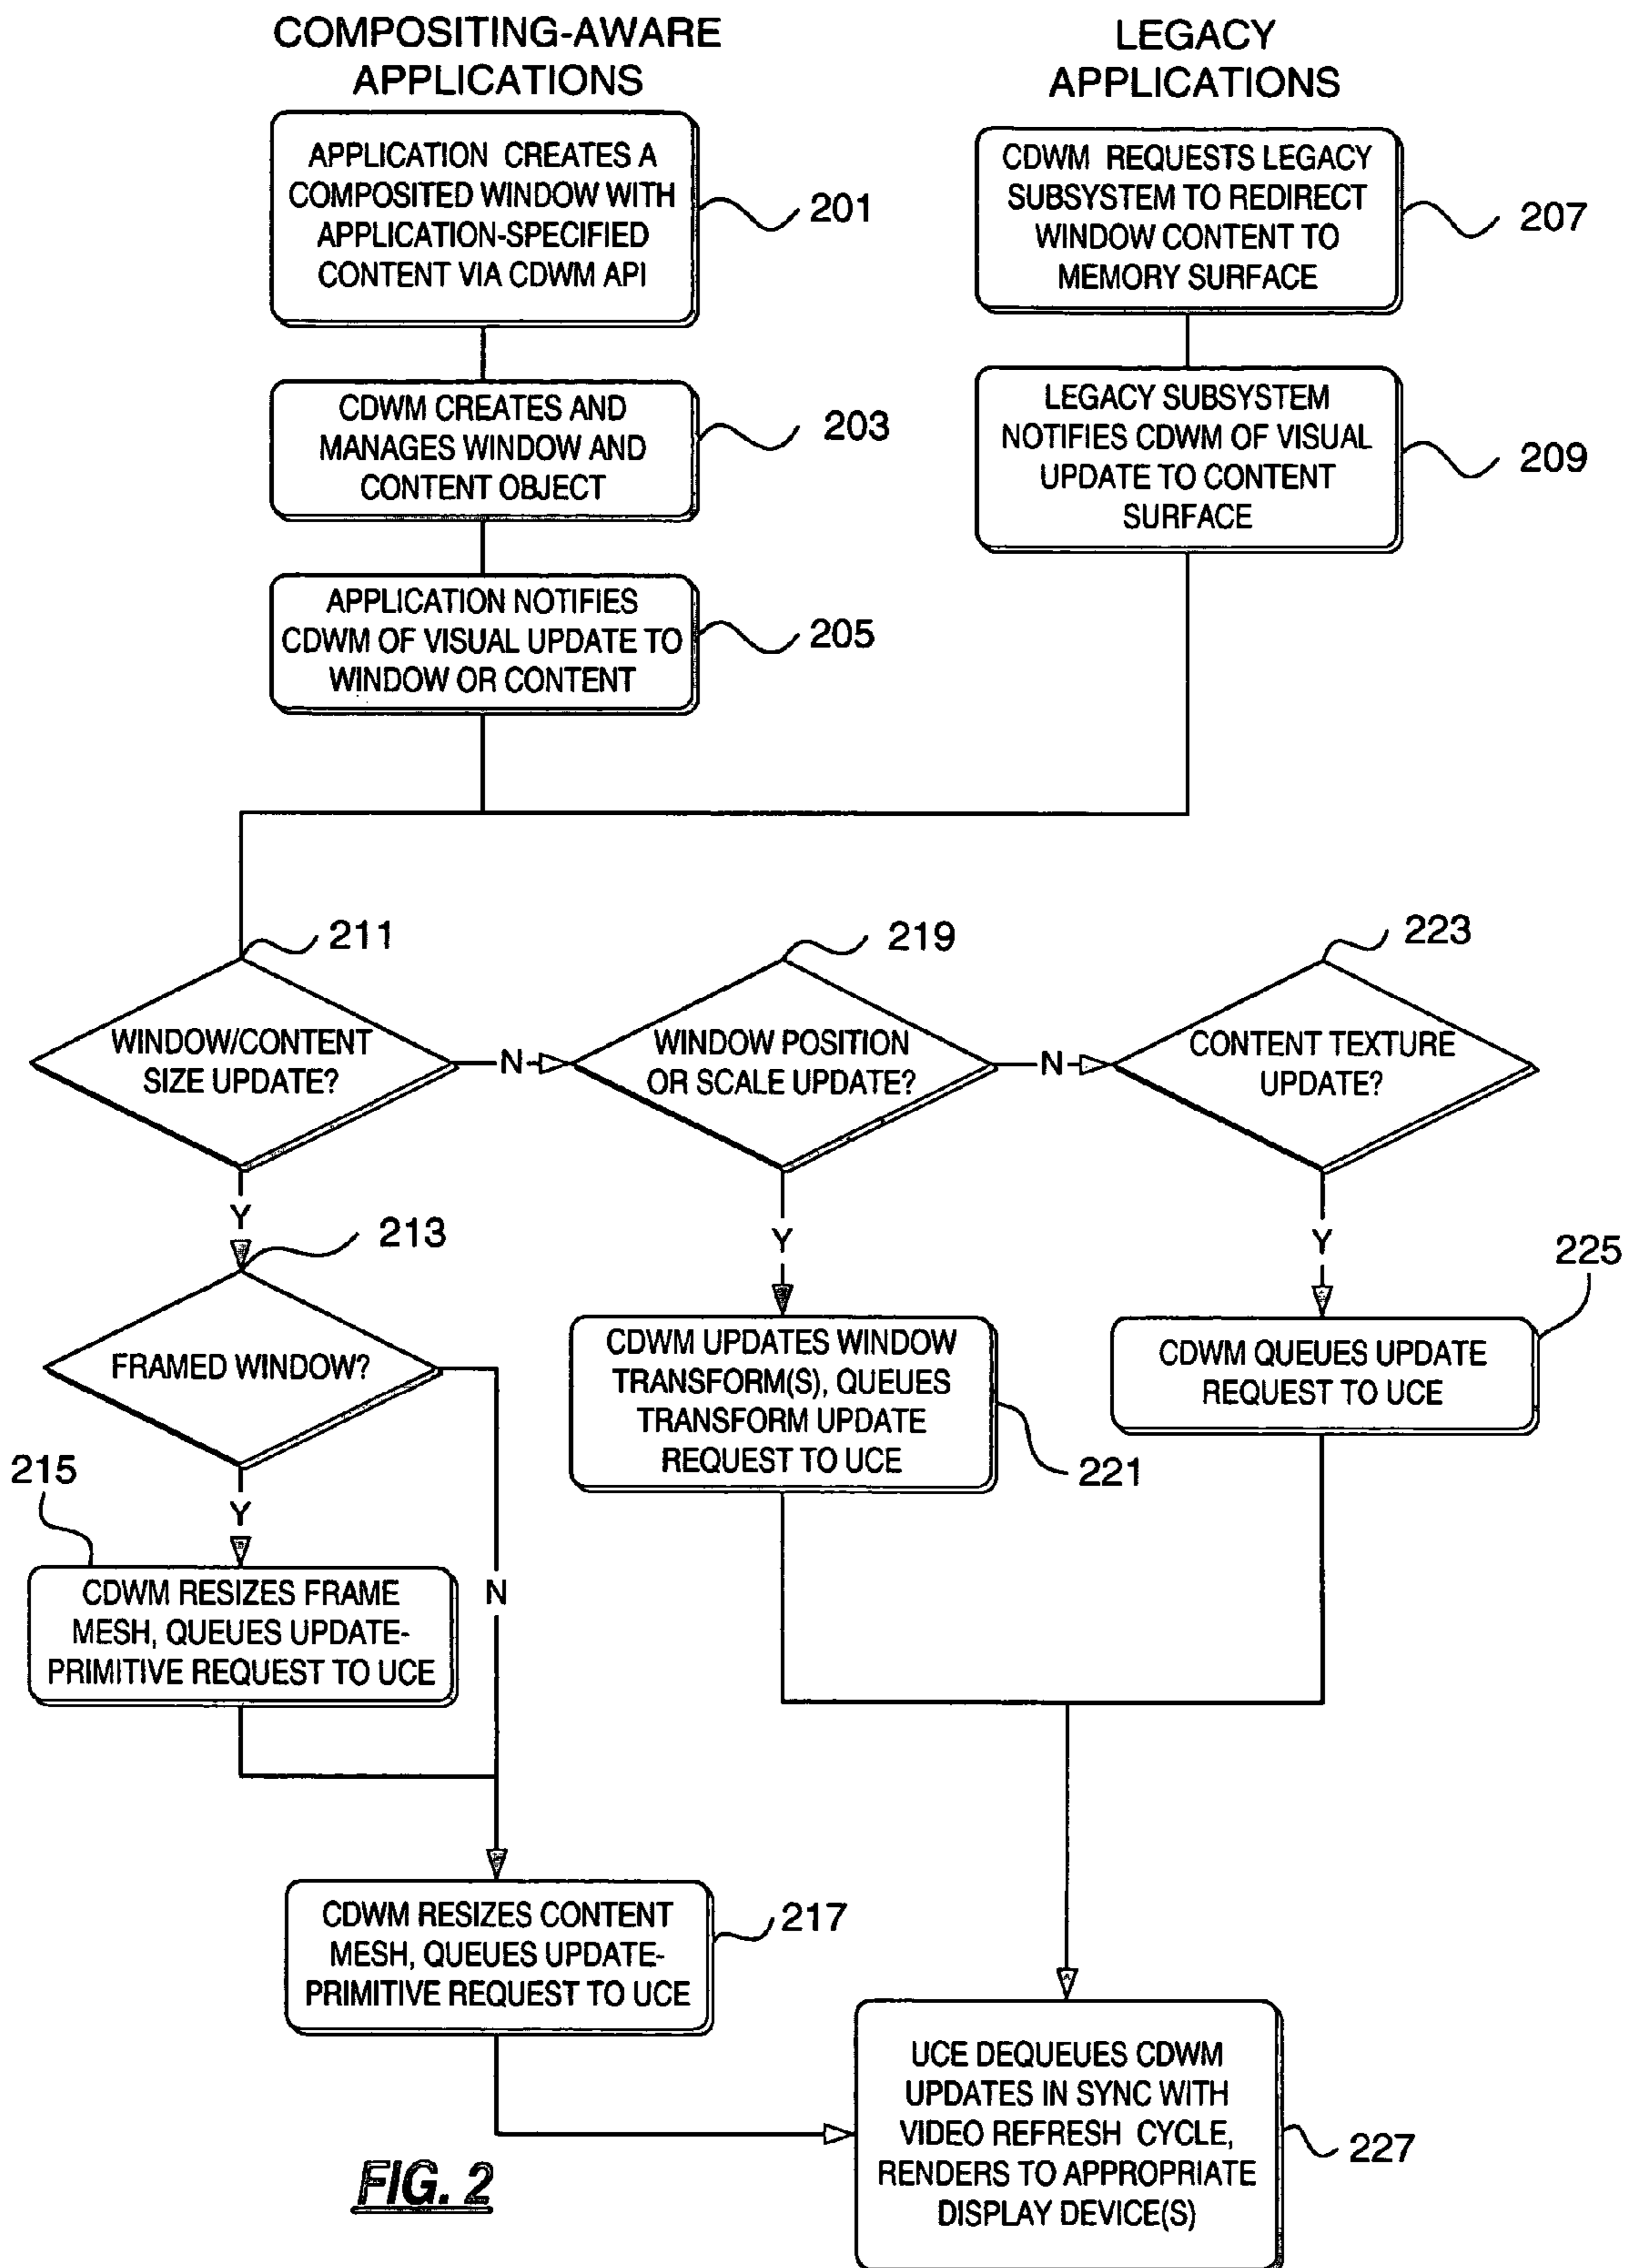 COMPOSITING-AWARE
APPLICATIONS
LEGACY
APPLICATIONS
APPLICATION CREATES A
COMPOSITED WINDOW WITH
APPLICATION-SPECIFIED
CONTENT VIA CDWM API
201
CDWM REQUESTS LEGACY
SUBSYSTEM TO REDIRECT
WINDOW CONTENT TO
MEMORY SURFACE
207
CDWM CREATES AND
MANAGES WINDOW AND
CONTENT OBJECT
203
LEGACY SUBSYSTEM
NOTIFIES CDWM OF VISUAL
UPDATE TO CONTENT
SURFACE
209
APPLICATION NOTIFIES
CDWM OF VISUAL UPDATE TO
WINDOW OR CONTENT
205
211
WINDOW/CONTENT
SIZE UPDATE?
N
219
WINDOW POSITION
OR SCALE UPDATE?
N
223
CONTENT TEXTURE
UPDATE?
Y
Y
Y
213
FRAMED WINDOW?
Y
N
215
CDWM RESIZES FRAME
MESH, QUEUES UPDATE-
PRIMITIVE REQUEST TO UCE
CDWM UPDATES WINDOW
TRANSFORM(S), QUEUES
TRANSFORM UPDATE
REQUEST TO UCE
221
225
CDWM QUEUES UPDATE
REQUEST TO UCE
CDWM RESIZES CONTENT
MESH, QUEUES UPDATE-
PRIMITIVE REQUEST TO UCE
217
UCE DEQUEUES CDWM
UPDATES IN SYNC WITH
VIDEO REFRESH CYCLE,
RENDERS TO APPROPRIATE
DISPLAY DEVICE(S)
227
FIG. 2